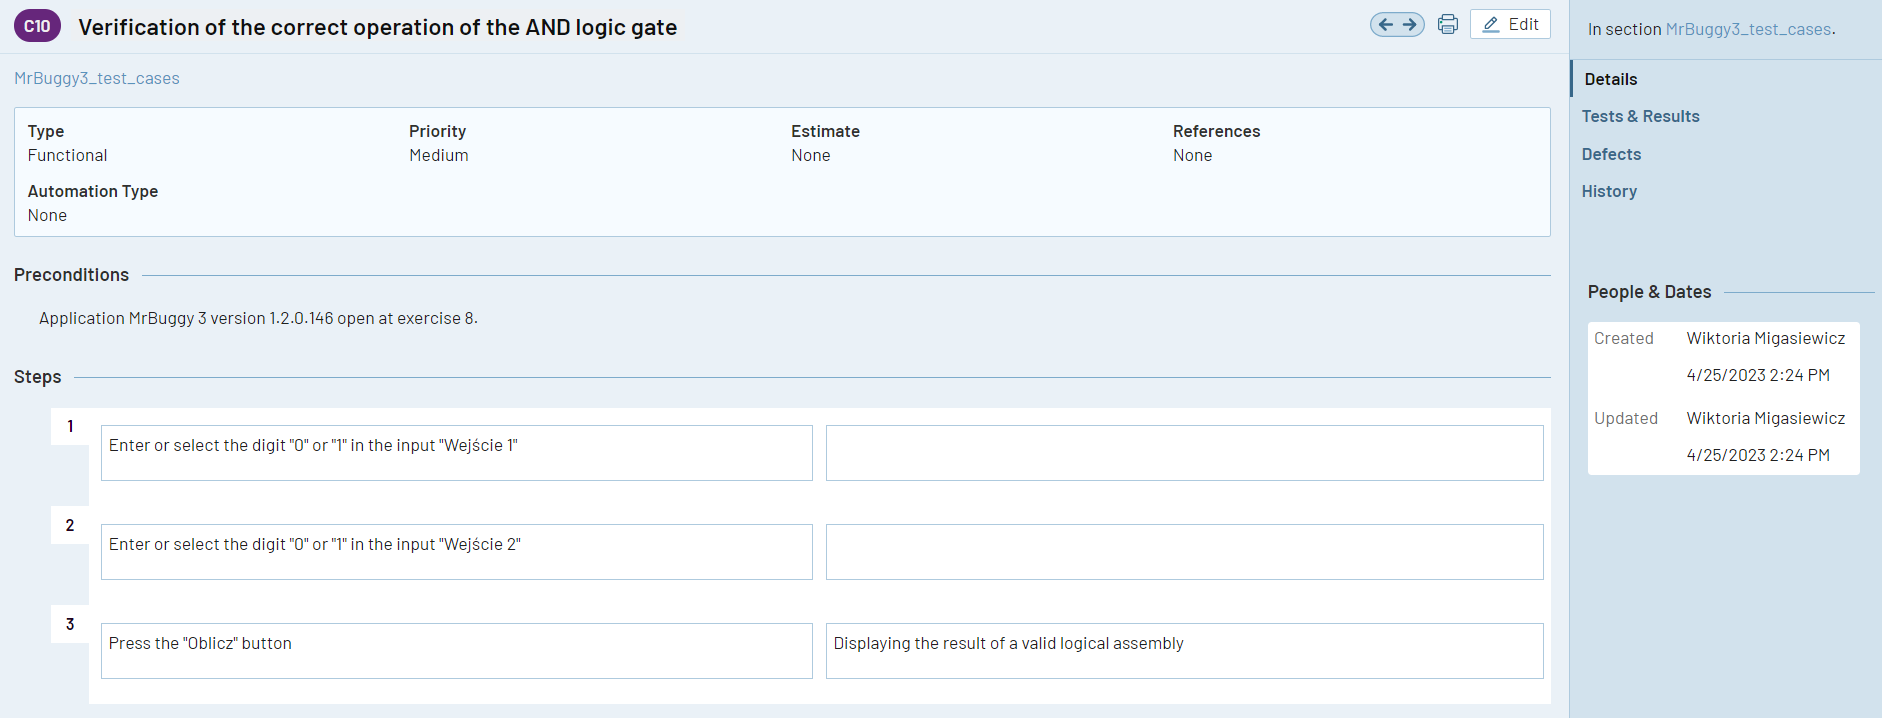 C10 Verification of the correct operation of the AND logic gate
Edit
MrBuggy3_test_cases
Type Priority Estimate References
Functional Medium None None
Automation Type
None
Preconditions
Application MrBuggy 3 version 1.2.0.146 open at exercise 8.
Steps
1
Enter or select the digit "0" or "1" in the input "Wejście 1"
2
Enter or select the digit "0" or "1" in the input "Wejście 2"
3
Press the "Oblicz" button
Displaying the result of a valid logical assembly
In section MrBuggy3_test_cases.
Details
Tests & Results
Defects
History
People & Dates
Created Wiktoria Migasiewicz
4/25/2023 2:24 PM
Updated Wiktoria Migasiewicz
4/25/2023 2:24 PM